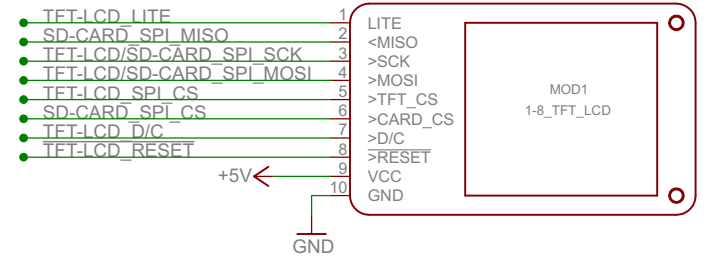 TFT-LCD_LITE 1 LITE
SD-CARD_SPI_MISO 2 <MISO
TFT-LCD/SD-CARD_SPI_SCK 3 >SCK
TFT-LCD/SD-CARD_SPI_MOSI 4 >MOSI
TFT-LCD_SPI_CS 5 >TFT_CS
SD-CARD_SPI_CS 6 >CARD_CS
TFT-LCD_D/C 7 >D/C
TFT-LCD_RESET 8 >RESET
+5V 9 VCC
10 GND
GND
MOD1
1-8_TFT_LCD